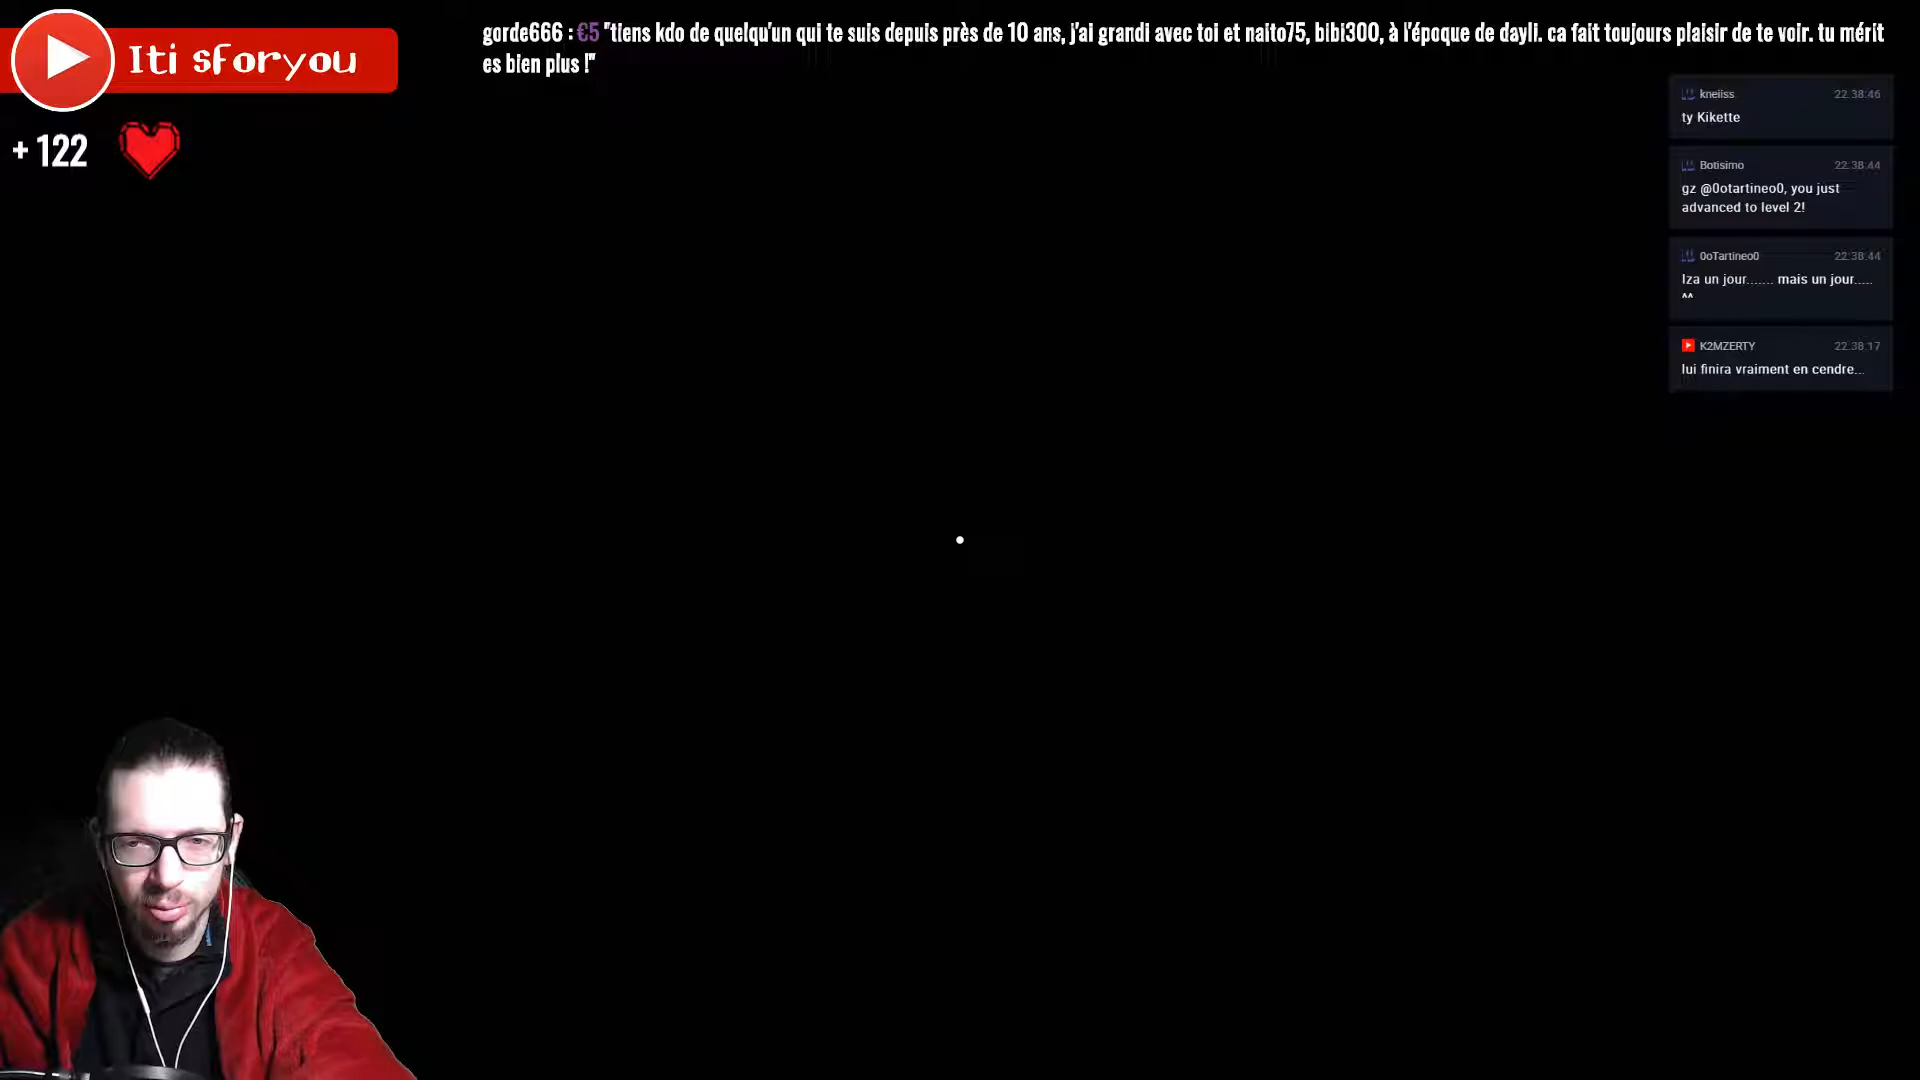 Iti sforyou
+ 122
gorde666 : €5 "tiens kdo de quelqu'un qui te suis depuis près de 10 ans, j'ai grandi avec toi et naito75, bibi300, à l'époque de dayli. ca fait toujours plaisir de te voir. tu mérit
es bien plus !"
kneiiss 22:38:46
ty Kikette
Botisimo 22:38:44
gz @0otartineo0, you just
advanced to level 2!
0oTartineo0 22:38:44
Iza un jour....... mais un jour.....
^^
K2MZERTY 22:38:17
lui finira vraiment en cendre...